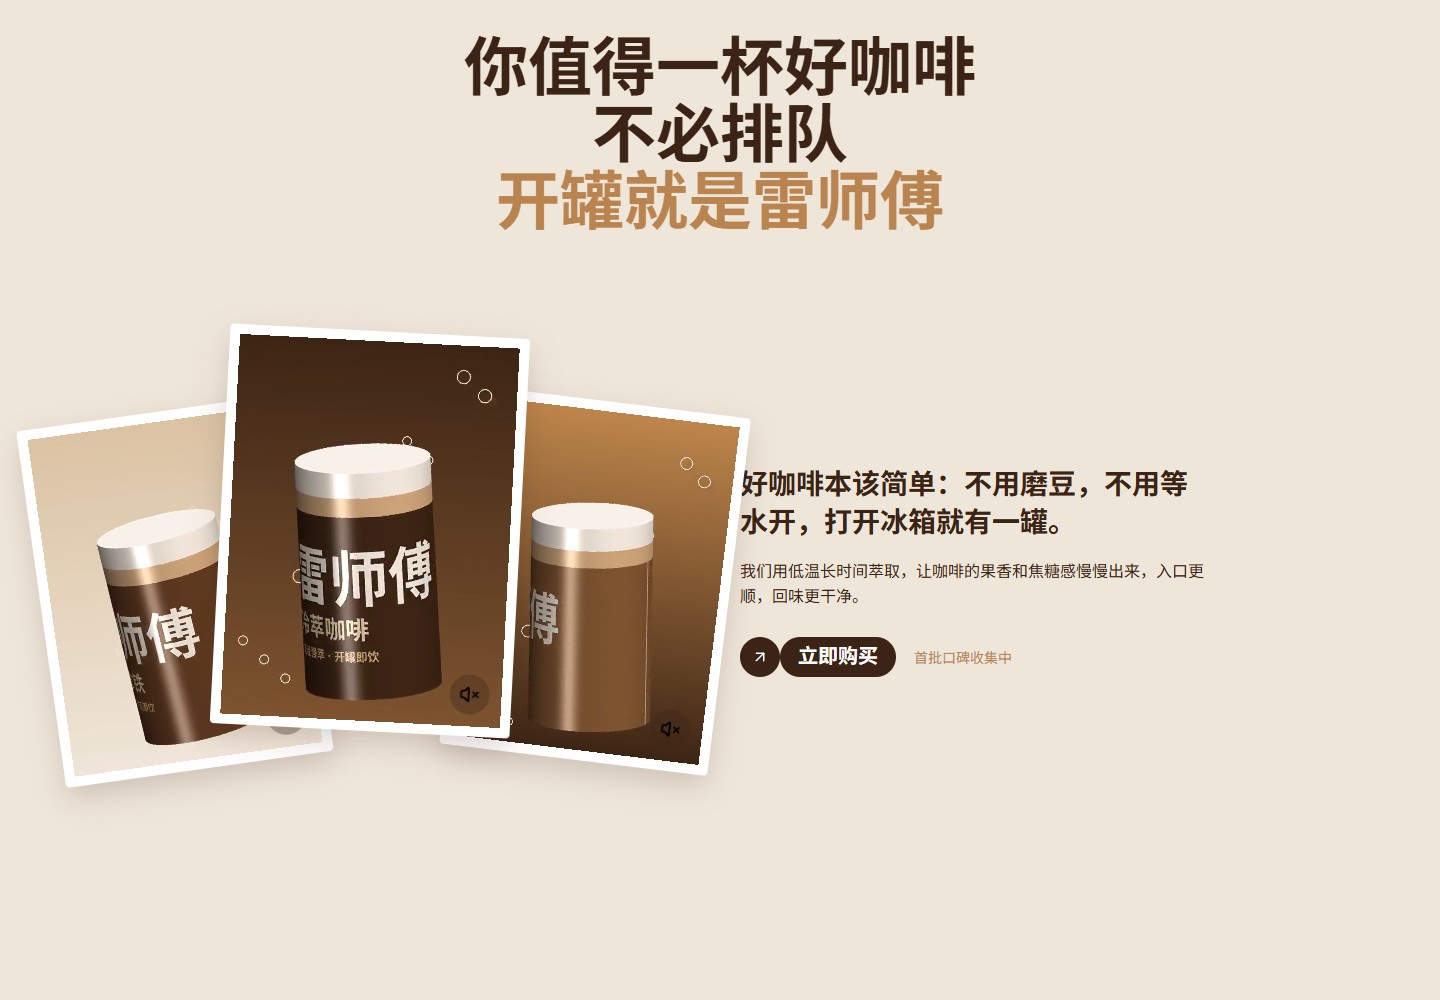 你值得一杯好咖啡
不必排队
开罐就是雷师傅
师傅
雷师傅
冷萃咖啡
开罐即饮
傅
好咖啡本该简单：不用磨豆，不用等
水开，打开冰箱就有一罐。
我们用低温长时间萃取，让咖啡的果香和焦糖感慢慢出来，入口更
顺，回味更干净。
立即购买
首批口碑收集中